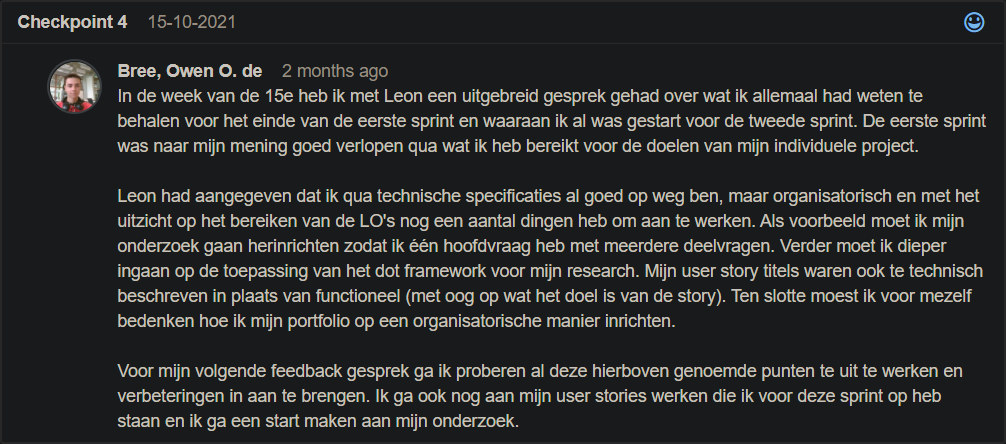 Checkpoint 4 15-10-2021
Bree, Owen O. de 2 months ago
In de week van de 15e heb ik met Leon een uitgebreid gesprek gehad over wat ik allemaal had weten te
behalen voor het einde van de eerste sprint en waaraan ik al was gestart voor de tweede sprint. De eerste sprint
was naar mijn mening goed verlopen qua wat ik heb bereikt voor de doelen van mijn individuele project.
Leon had aangegeven dat ik qua technische specificaties al goed op weg ben, maar organisatorisch en met het
uitzicht op het bereiken van de LO's nog een aantal dingen heb om aan te werken. Als voorbeeld moet ik mijn
onderzoek gaan herinrichten zodat ik één hoofdvraag heb met meerdere deelvragen. Verder moet ik dieper
ingaan op de toepassing van het dot framework voor mijn research. Mijn user story titels waren ook te technisch
beschreven in plaats van functioneel (met oog op wat het doel is van de story). Ten slotte moest ik voor mezelf
bedenken hoe ik mijn portfolio op een organisatorische manier inrichten.
Voor mijn volgende feedback gesprek ga ik proberen al deze hierboven genoemde punten te uit te werken en
verbeteringen in aan te brengen. Ik ga ook nog aan mijn user stories werken die ik voor deze sprint op heb
staan en ik ga een start maken aan mijn onderzoek.